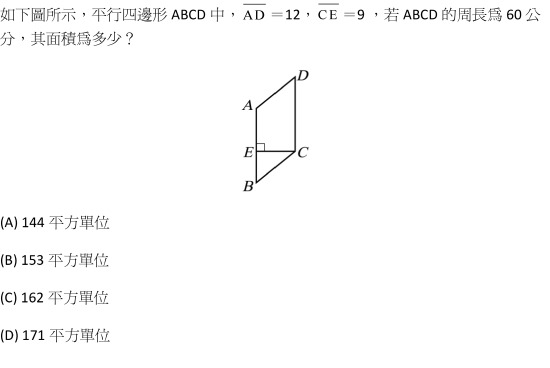 如下圖所示，平行四邊形 ABCD 中，AD＝12，CE＝9，若 ABCD 的周長為 60 公
分，其面積為多少？
D
A
E
C
B
(A) 144 平方單位
(B) 153 平方單位
(C) 162 平方單位
(D) 171 平方單位